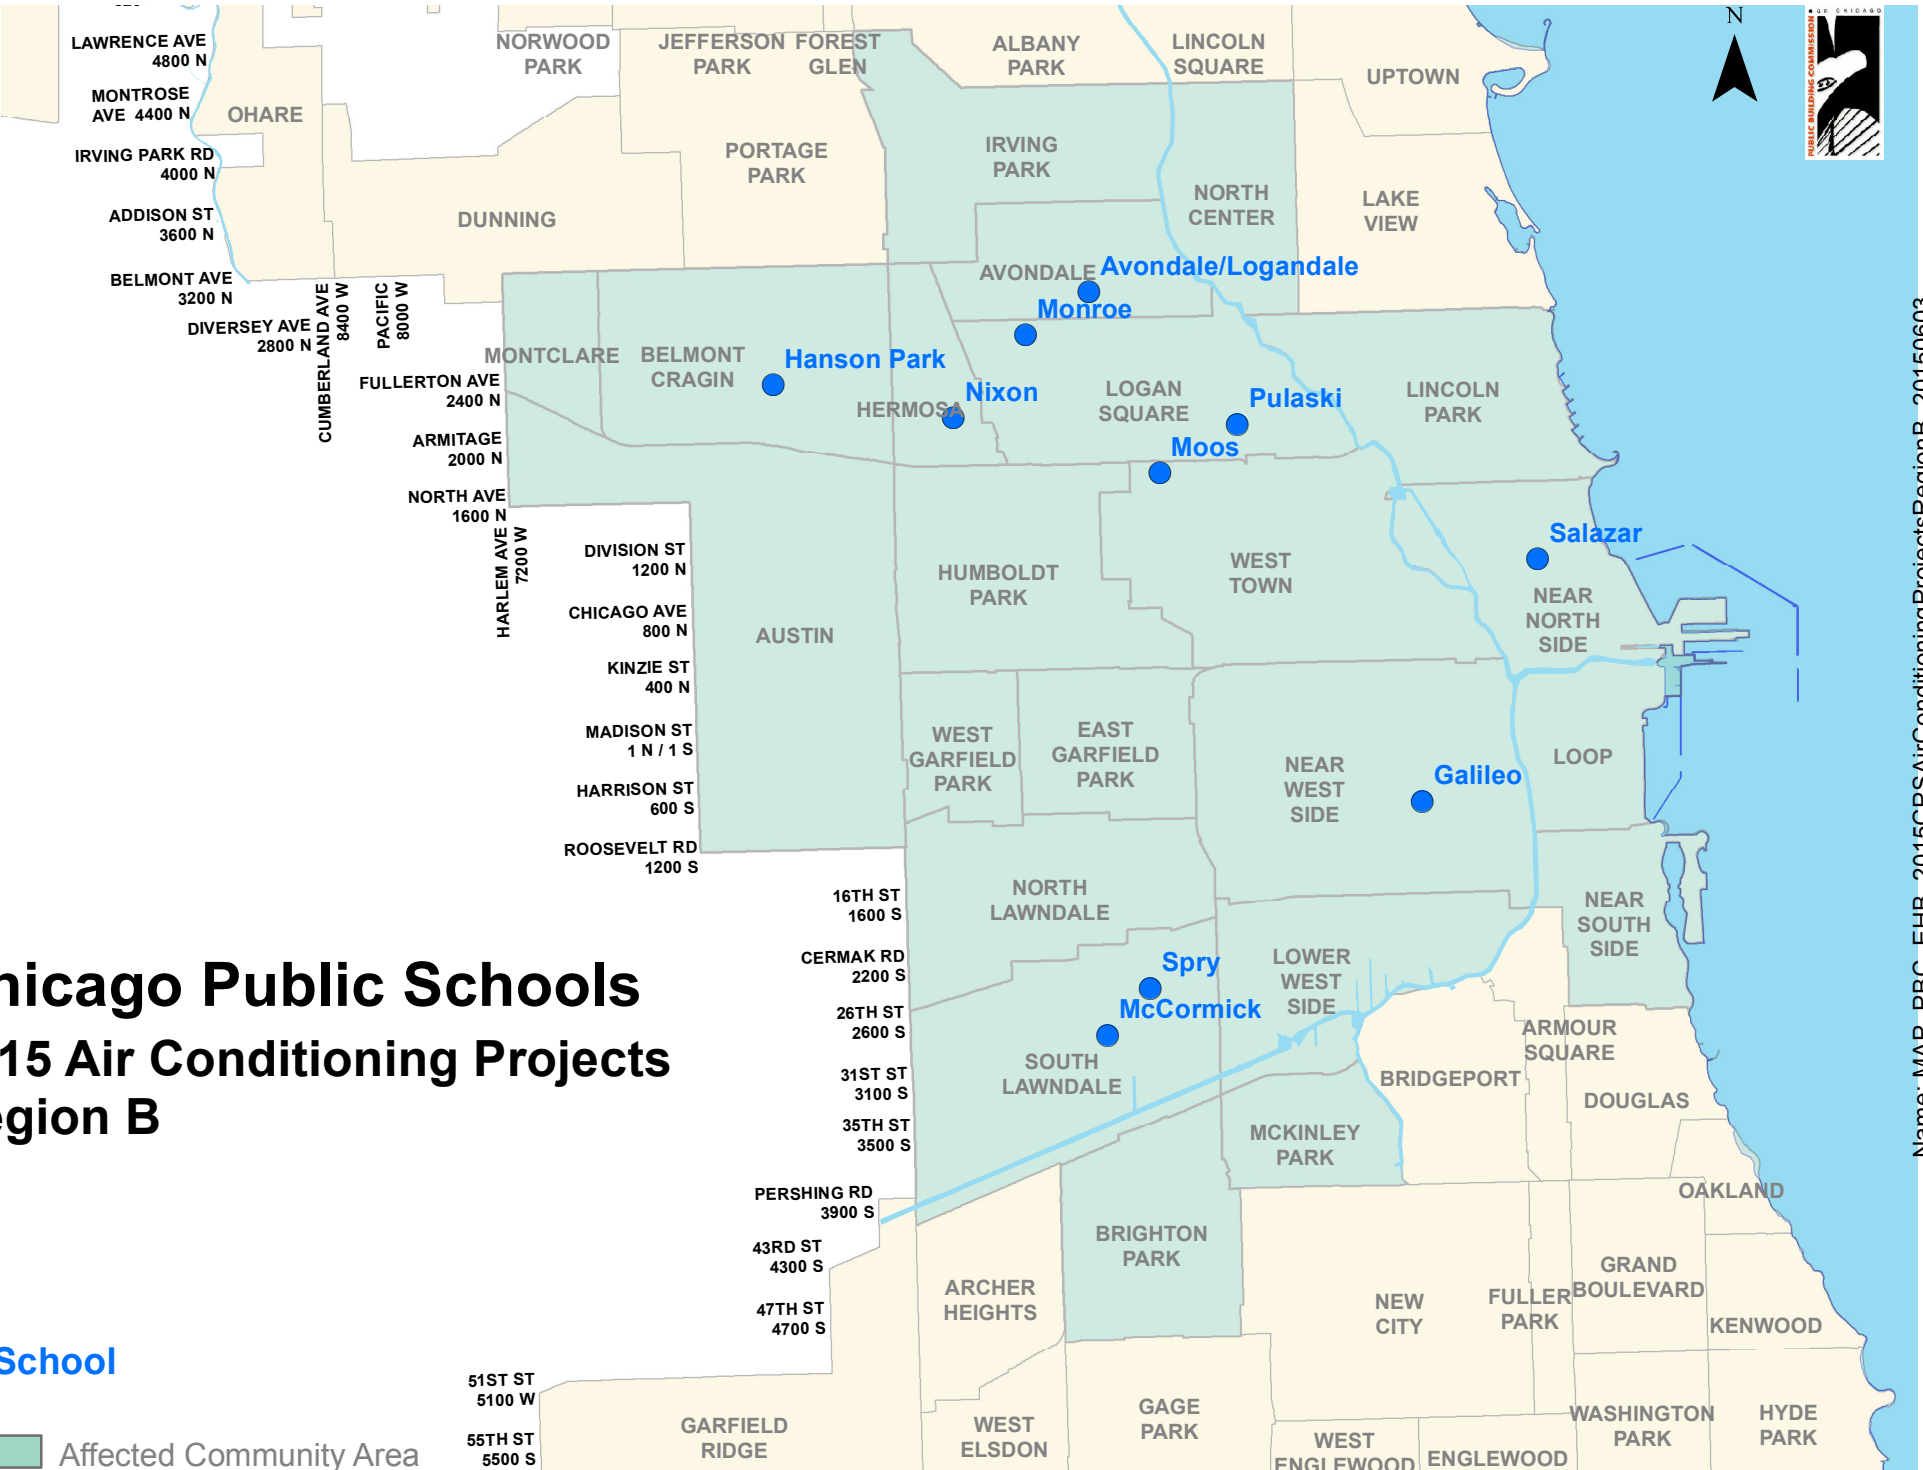 LAWRENCE AVE
4800 N
MONTROSE
AVE 4400 N
IRVING PARK RD
4000 N
ADDISON ST
3600 N
BELMONT AVE
3200 N
DIVERSEY AVE
2800 N
CUMBERLAND AVE
8400 W
PACIFIC
8000 W
FULLERTON AVE
2400 N
ARMITAGE
2000 N
NORTH AVE
1600 N
HARLEM AVE
7200 W
DIVISION ST
1200 N
CHICAGO AVE
800 N
KINZIE ST
400 N
MADISON ST
1 N / 1 S
HARRISON ST
600 S
ROOSEVELT RD
1200 S
16TH ST
1600 S
CERMAK RD
2200 S
26TH ST
2600 S
31ST ST
3100 S
35TH ST
3500 S
PERSHING RD
3900 S
43RD ST
4300 S
47TH ST
4700 S
51ST ST
5100 W
55TH ST
5500 S
OHARE
NORWOOD
PARK
JEFFERSON
PARK
FOREST
GLEN
ALBANY
PARK
LINCOLN
SQUARE
UPTOWN
N
OF CHICAGO
PUBLIC BUILDING COMMISSION
DUNNING
PORTAGE
PARK
IRVING
PARK
NORTH
CENTER
LAKE
VIEW
AVONDALE
Avondale/Logandale
Monroe
MONTCLARE
BELMONT
CRAGIN
Hanson Park
HERMOSA
Nixon
LOGAN
SQUARE
Pulaski
Moos
LINCOLN
PARK
Salazar
AUSTIN
HUMBOLDT
PARK
WEST
TOWN
NEAR
NORTH
SIDE
WEST
GARFIELD
PARK
EAST
GARFIELD
PARK
NEAR
WEST
SIDE
Galileo
LOOP
NORTH
LAWNDALE
NEAR
SOUTH
SIDE
Spry
McCormick
LOWER
WEST
SIDE
SOUTH
LAWNDALE
ARMOUR
SQUARE
BRIDGEPORT
DOUGLAS
MCKINLEY
PARK
OAKLAND
BRIGHTON
PARK
ARCHER
HEIGHTS
NEW
CITY
FULLER
PARK
GRAND
BOULEVARD
KENWOOD
GARFIELD
RIDGE
WEST
ELSDON
GAGE
PARK
WEST
ENGLEWOOD
ENGLEWOOD
WASHINGTON
PARK
HYDE
PARK
hicago Public Schools
15 Air Conditioning Projects
egion B
School
Affected Community Area
Name: MAP_PBC_EHR_2015CPSAirConditioningProjectsRegionB_20150603